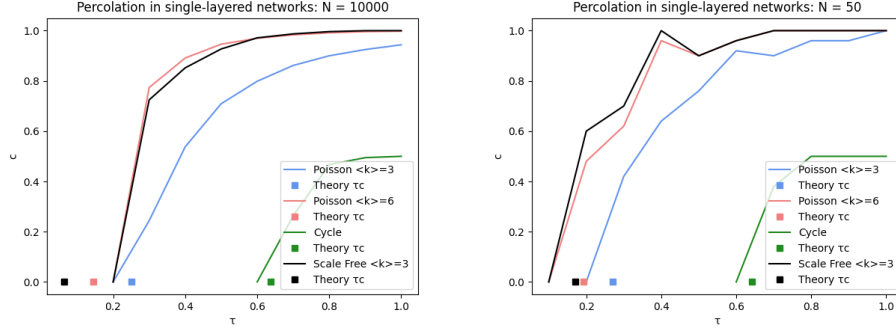 Percolation in single-layered networks: N = 10000
1.0
0.8
0.6
0.4
0.2
0.0
c
0.2
0.4
0.6
0.8
1.0
τ
Poisson <k>=3
Theory τc
Poisson <k>=6
Theory τc
Cycle
Theory τc
Scale Free <k>=3
Theory τc
Percolation in single-layered networks: N = 50
1.0
0.8
0.6
0.4
0.2
0.0
c
0.2
0.4
0.6
0.8
1.0
τ
Poisson <k>=3
Theory τc
Poisson <k>=6
Theory τc
Cycle
Theory τc
Scale Free <k>=3
Theory τc